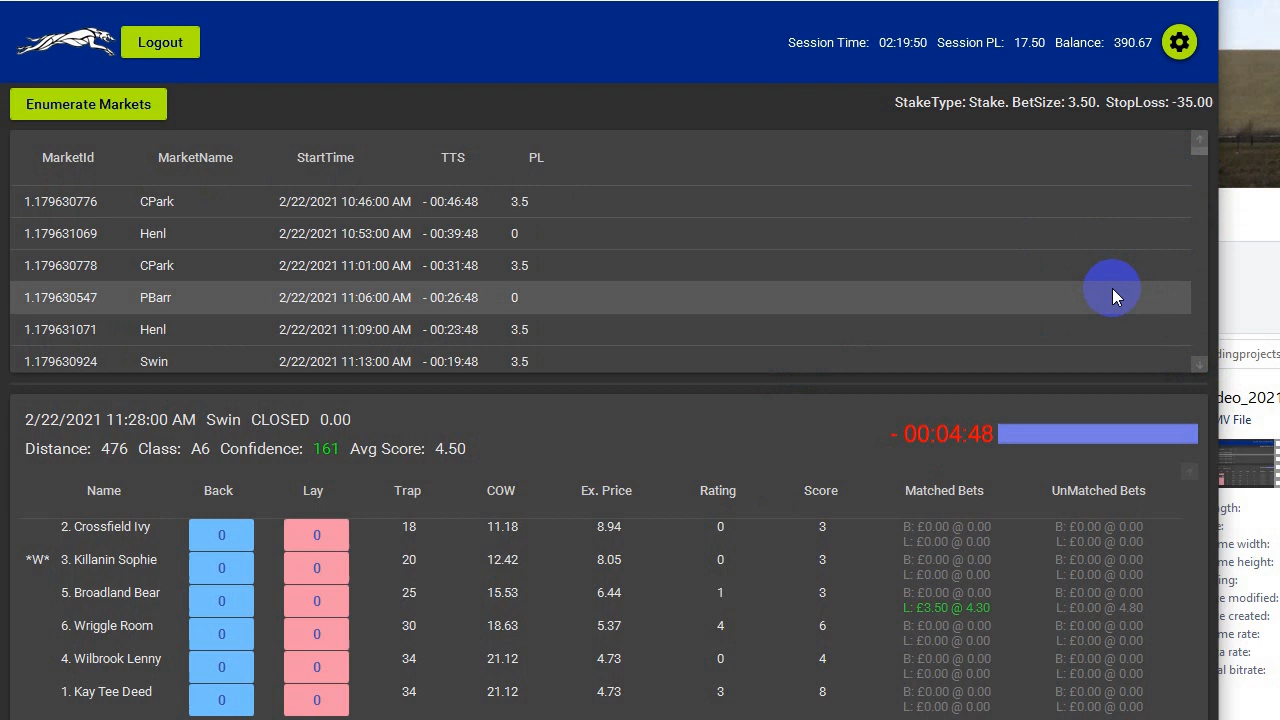 Logout
Session Time: 02:19:50 Session PL: 17.50 Balance: 390.67
Enumerate Markets
StakeType: Stake. BetSize: 3.50. StopLoss: -35.00
MarketId MarketName StartTime TTS PL
1.179630776 CPark 2/22/2021 10:46:00 AM - 00:46:48 3.5
1.179631069 Henl 2/22/2021 10:53:00 AM - 00:39:48 0
1.179630778 CPark 2/22/2021 11:01:00 AM - 00:31:48 3.5
1.179630547 PBarr 2/22/2021 11:06:00 AM - 00:26:48 0
1.179631071 Henl 2/22/2021 11:09:00 AM - 00:23:48 3.5
1.179630924 Swin 2/22/2021 11:13:00 AM - 00:19:48 3.5
2/22/2021 11:28:00 AM Swin CLOSED 0.00
- 00:04:48
Distance: 476 Class: A6 Confidence: 161 Avg Score: 4.50
Name Back Lay Trap COW Ex. Price Rating Score Matched Bets UnMatched Bets
2. Crossfield Ivy 0 0 18 11.18 8.94 0 3 B: £0.00 @ 0.00 B: £0.00 @ 0.00
L: £0.00 @ 0.00 L: £0.00 @ 0.00
*W* 3. Killanin Sophie 0 0 20 12.42 8.05 0 3 B: £0.00 @ 0.00 B: £0.00 @ 0.00
L: £0.00 @ 0.00 L: £0.00 @ 0.00
5. Broadland Bear 0 0 25 15.53 6.44 1 3 B: £0.00 @ 0.00 B: £0.00 @ 0.00
L: £3.50 @ 4.30 L: £0.00 @ 4.80
6. Wriggle Room 0 0 30 18.63 5.37 4 6 B: £0.00 @ 0.00 B: £0.00 @ 0.00
L: £0.00 @ 0.00 L: £0.00 @ 0.00
4. Wilbrook Lenny 0 0 34 21.12 4.73 0 4 B: £0.00 @ 0.00 B: £0.00 @ 0.00
L: £0.00 @ 0.00 L: £0.00 @ 0.00
1. Kay Tee Deed 0 0 34 21.12 4.73 3 8 B: £0.00 @ 0.00 B: £0.00 @ 0.00
L: £0.00 @ 0.00 L: £0.00 @ 0.00
dingprojects
deo_2021
MV File
gth:
e:
me width:
me height:
ing:
e modified:
e created:
me rate:
a rate:
al bitrate: